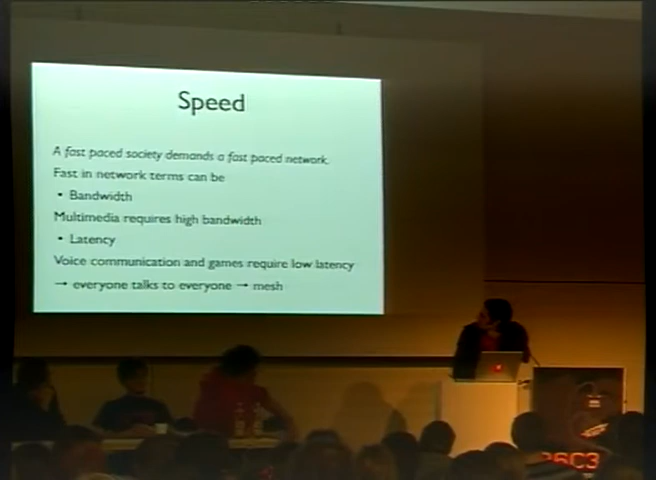 Speed
A fast paced society demands a fast paced network.
Fast in network terms can be
• Bandwidth
Multimedia requires high bandwidth
• Latency
Voice communication and games require low latency
→ everyone talks to everyone → mesh
26C3